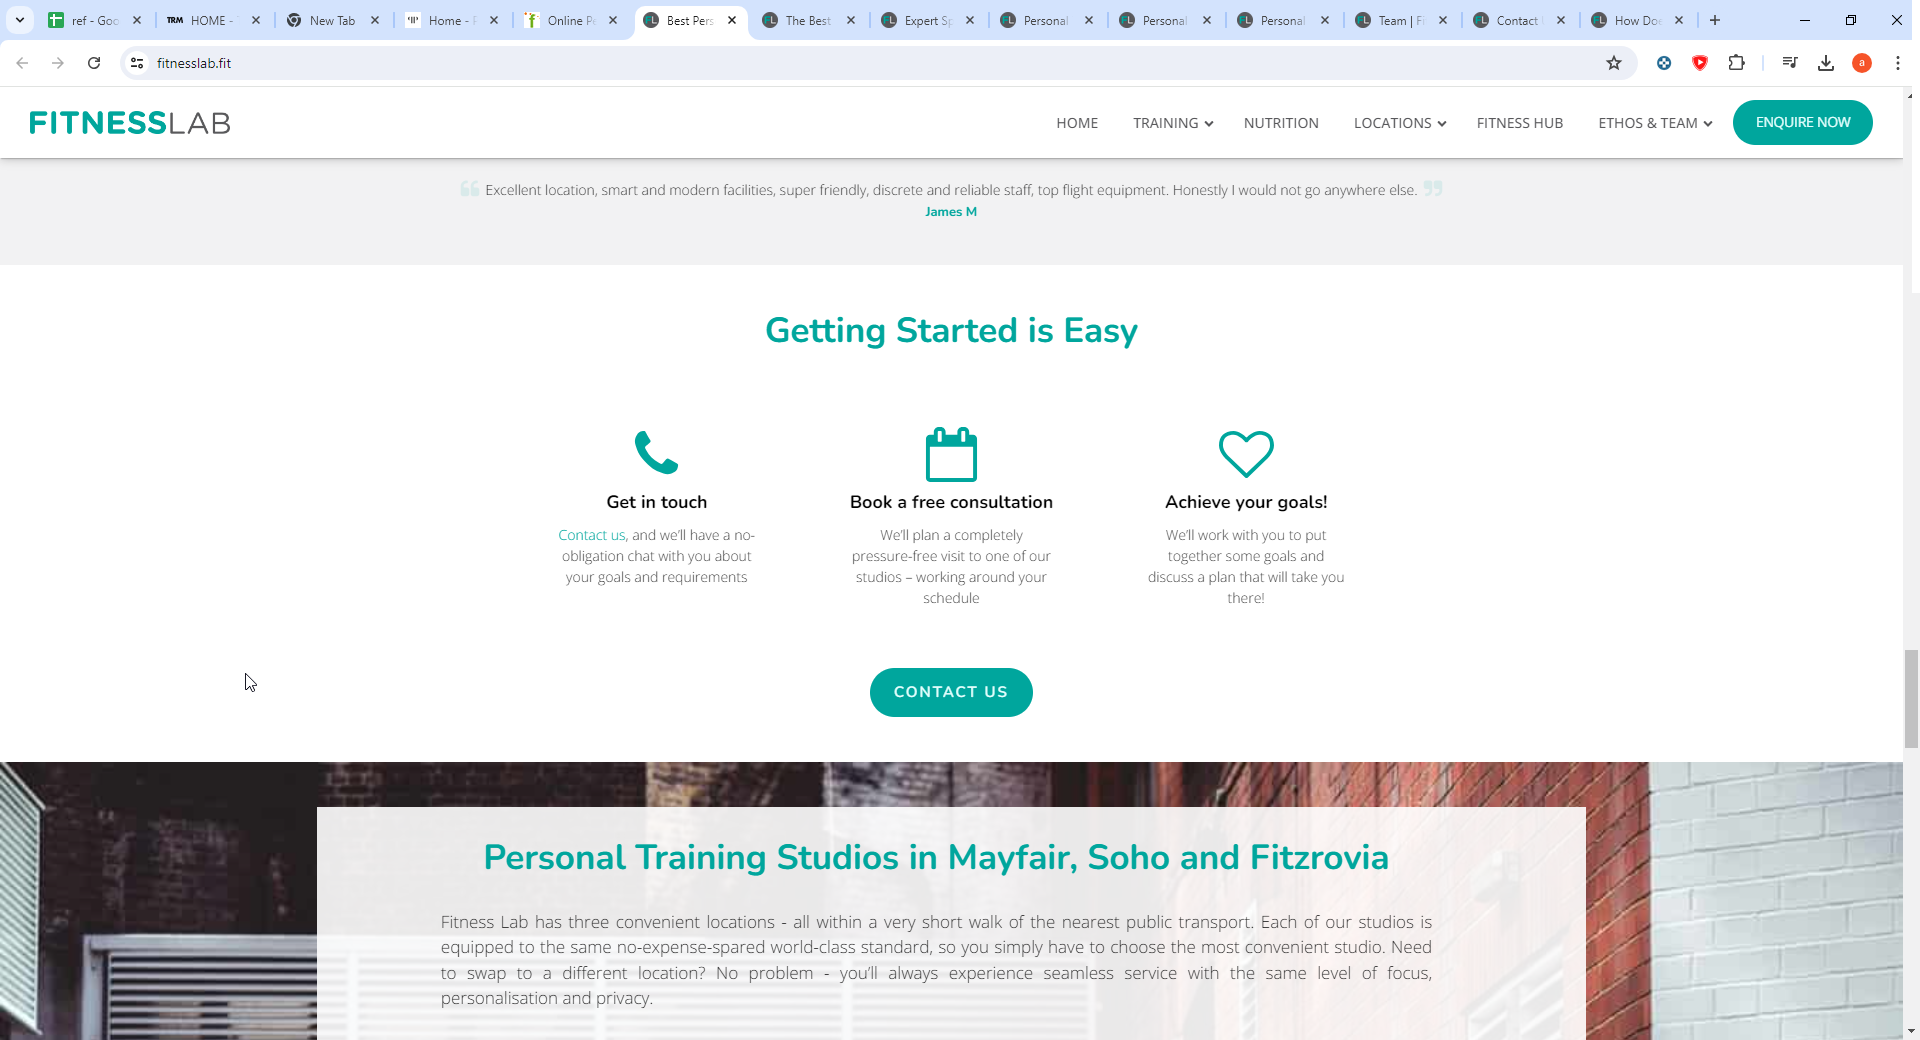 ref - Goo
HOME -
New Tab
Home - F
Online Pe
Best Pers
The Best
Expert Sp
Personal
Personal
Personal
Team | Fi
Contact
How Doe
fitnesslab.fit
a
FITNESSLAB
HOME
TRAINING
NUTRITION
LOCATIONS
FITNESS HUB
ETHOS & TEAM
ENQUIRE NOW
“ Excellent location, smart and modern facilities, super friendly, discrete and reliable staff, top flight equipment. Honestly I would not go anywhere else. ”
James M
Getting Started is Easy
Get in touch
Contact us, and we’ll have a no-
obligation chat with you about
your goals and requirements
Book a free consultation
We’ll plan a completely
pressure-free visit to one of our
studios – working around your
schedule
Achieve your goals!
We’ll work with you to put
together some goals and
discuss a plan that will take you
there!
CONTACT US
Personal Training Studios in Mayfair, Soho and Fitzrovia
Fitness Lab has three convenient locations - all within a very short walk of the nearest public transport. Each of our studios is
equipped to the same no-expense-spared world-class standard, so you simply have to choose the most convenient studio. Need
to swap to a different location? No problem - you’ll always experience seamless service with the same level of focus,
personalisation and privacy.